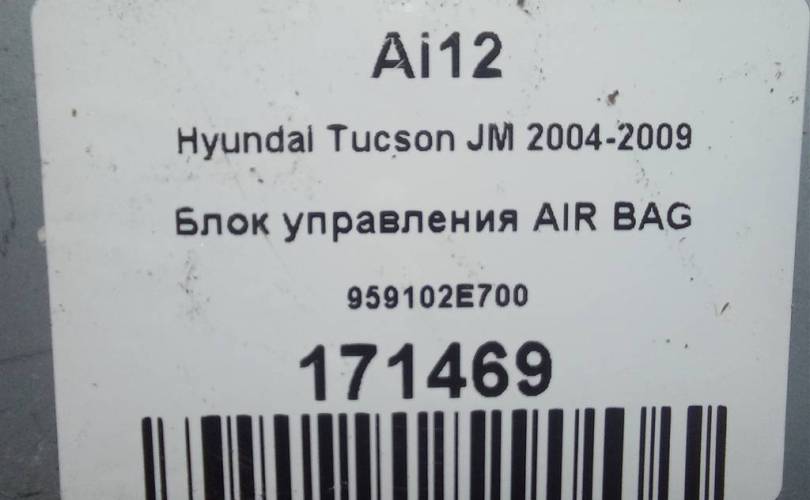 Ai12
Hyundai Tucson JM 2004-2009
Блок управления AIR BAG
959102E700
171469